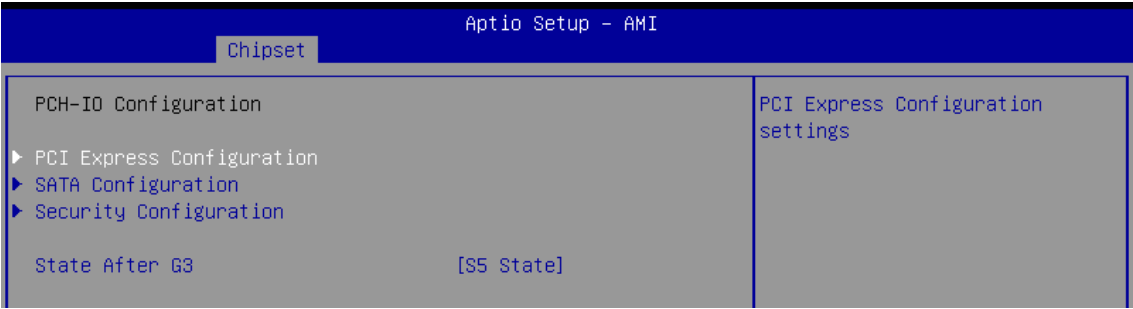 Aptio Setup – AMI
Chipset
PCH-IO Configuration
PCI Express Configuration
SATA Configuration
Security Configuration
State After G3 [S5 State]
PCI Express Configuration
settings